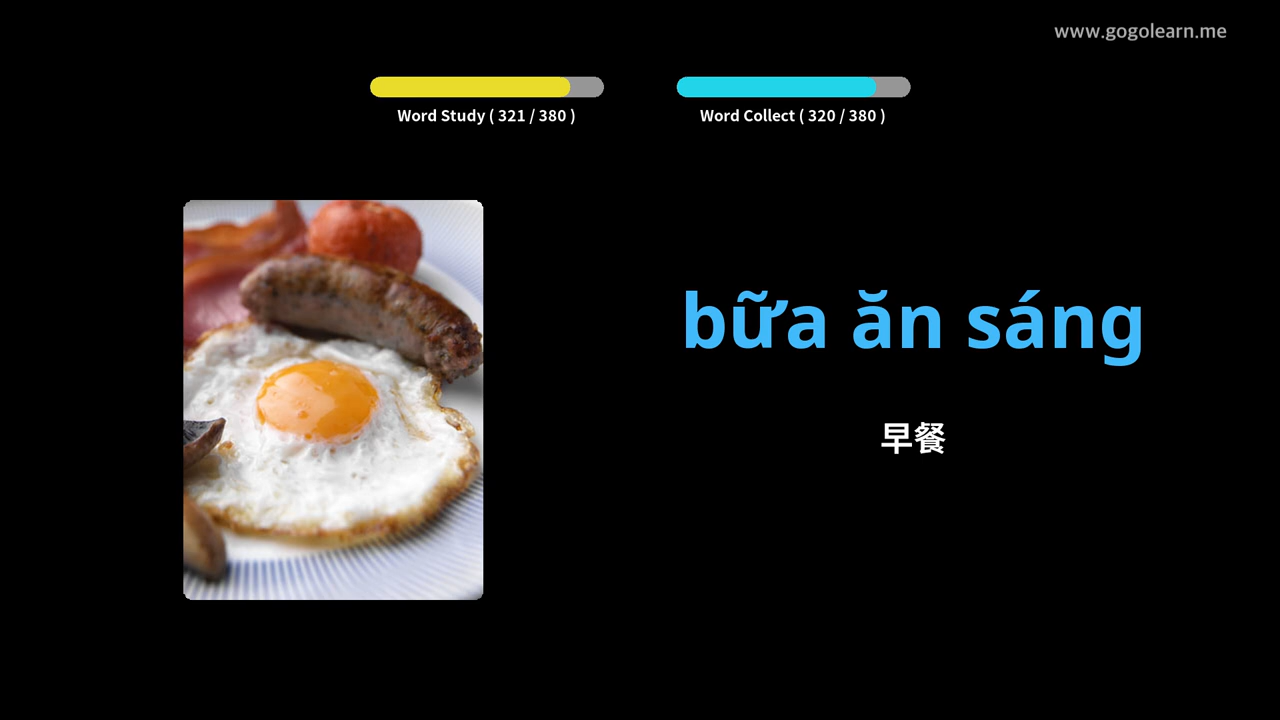 www.gogolearn.me
Word Study ( 321 / 380 )
Word Collect ( 320 / 380 )
bữa ăn sáng
早餐